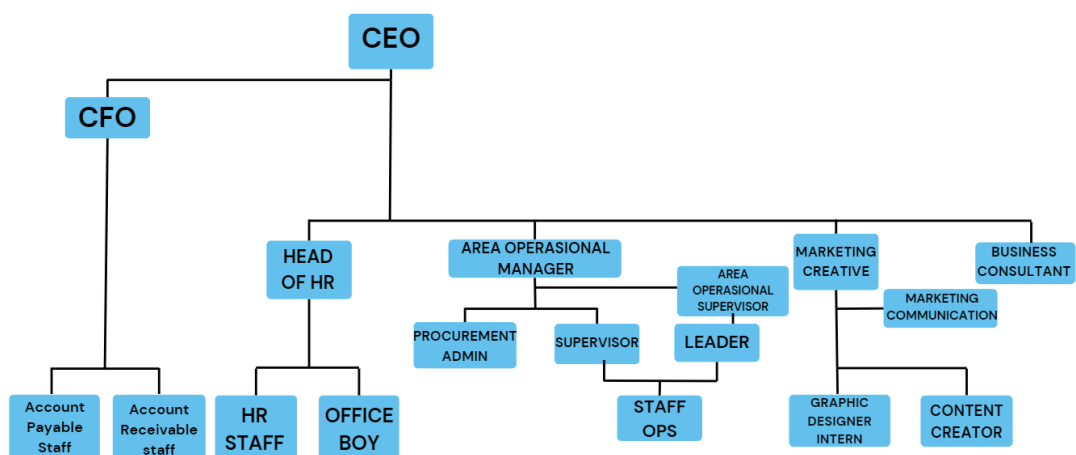 CEO
CFO
HEAD
OF HR
AREA OPERASIONAL
MANAGER
MARKETING
CREATIVE
BUSINESS
CONSULTANT
AREA
OPERASIONAL
SUPERVISOR
MARKETING
COMMUNICATION
PROCUREMENT
ADMIN
SUPERVISOR
LEADER
Account
Payable
Staff
Account
Receivable
staff
HR
STAFF
OFFICE
BOY
STAFF
OPS
GRAPHIC
DESIGNER
INTERN
CONTENT
CREATOR